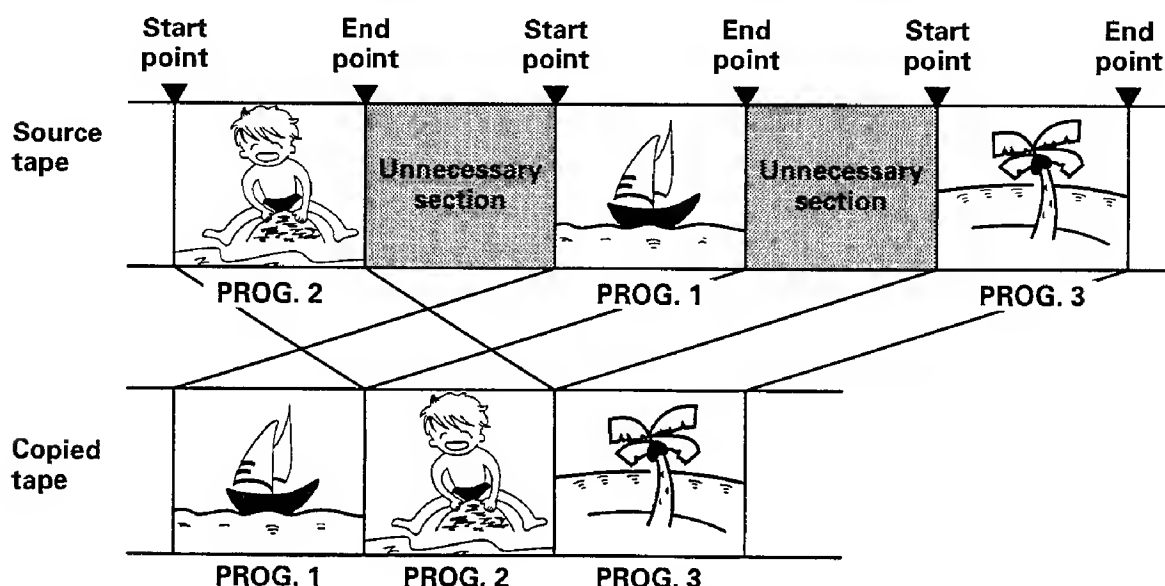 Start point
End point
Start point
End point
Start point
End point
Source tape
Unnecessary section
Unnecessary section
PROG. 2
PROG. 1
PROG. 3
Copied tape
PROG. 1
PROG. 2
PROG. 3